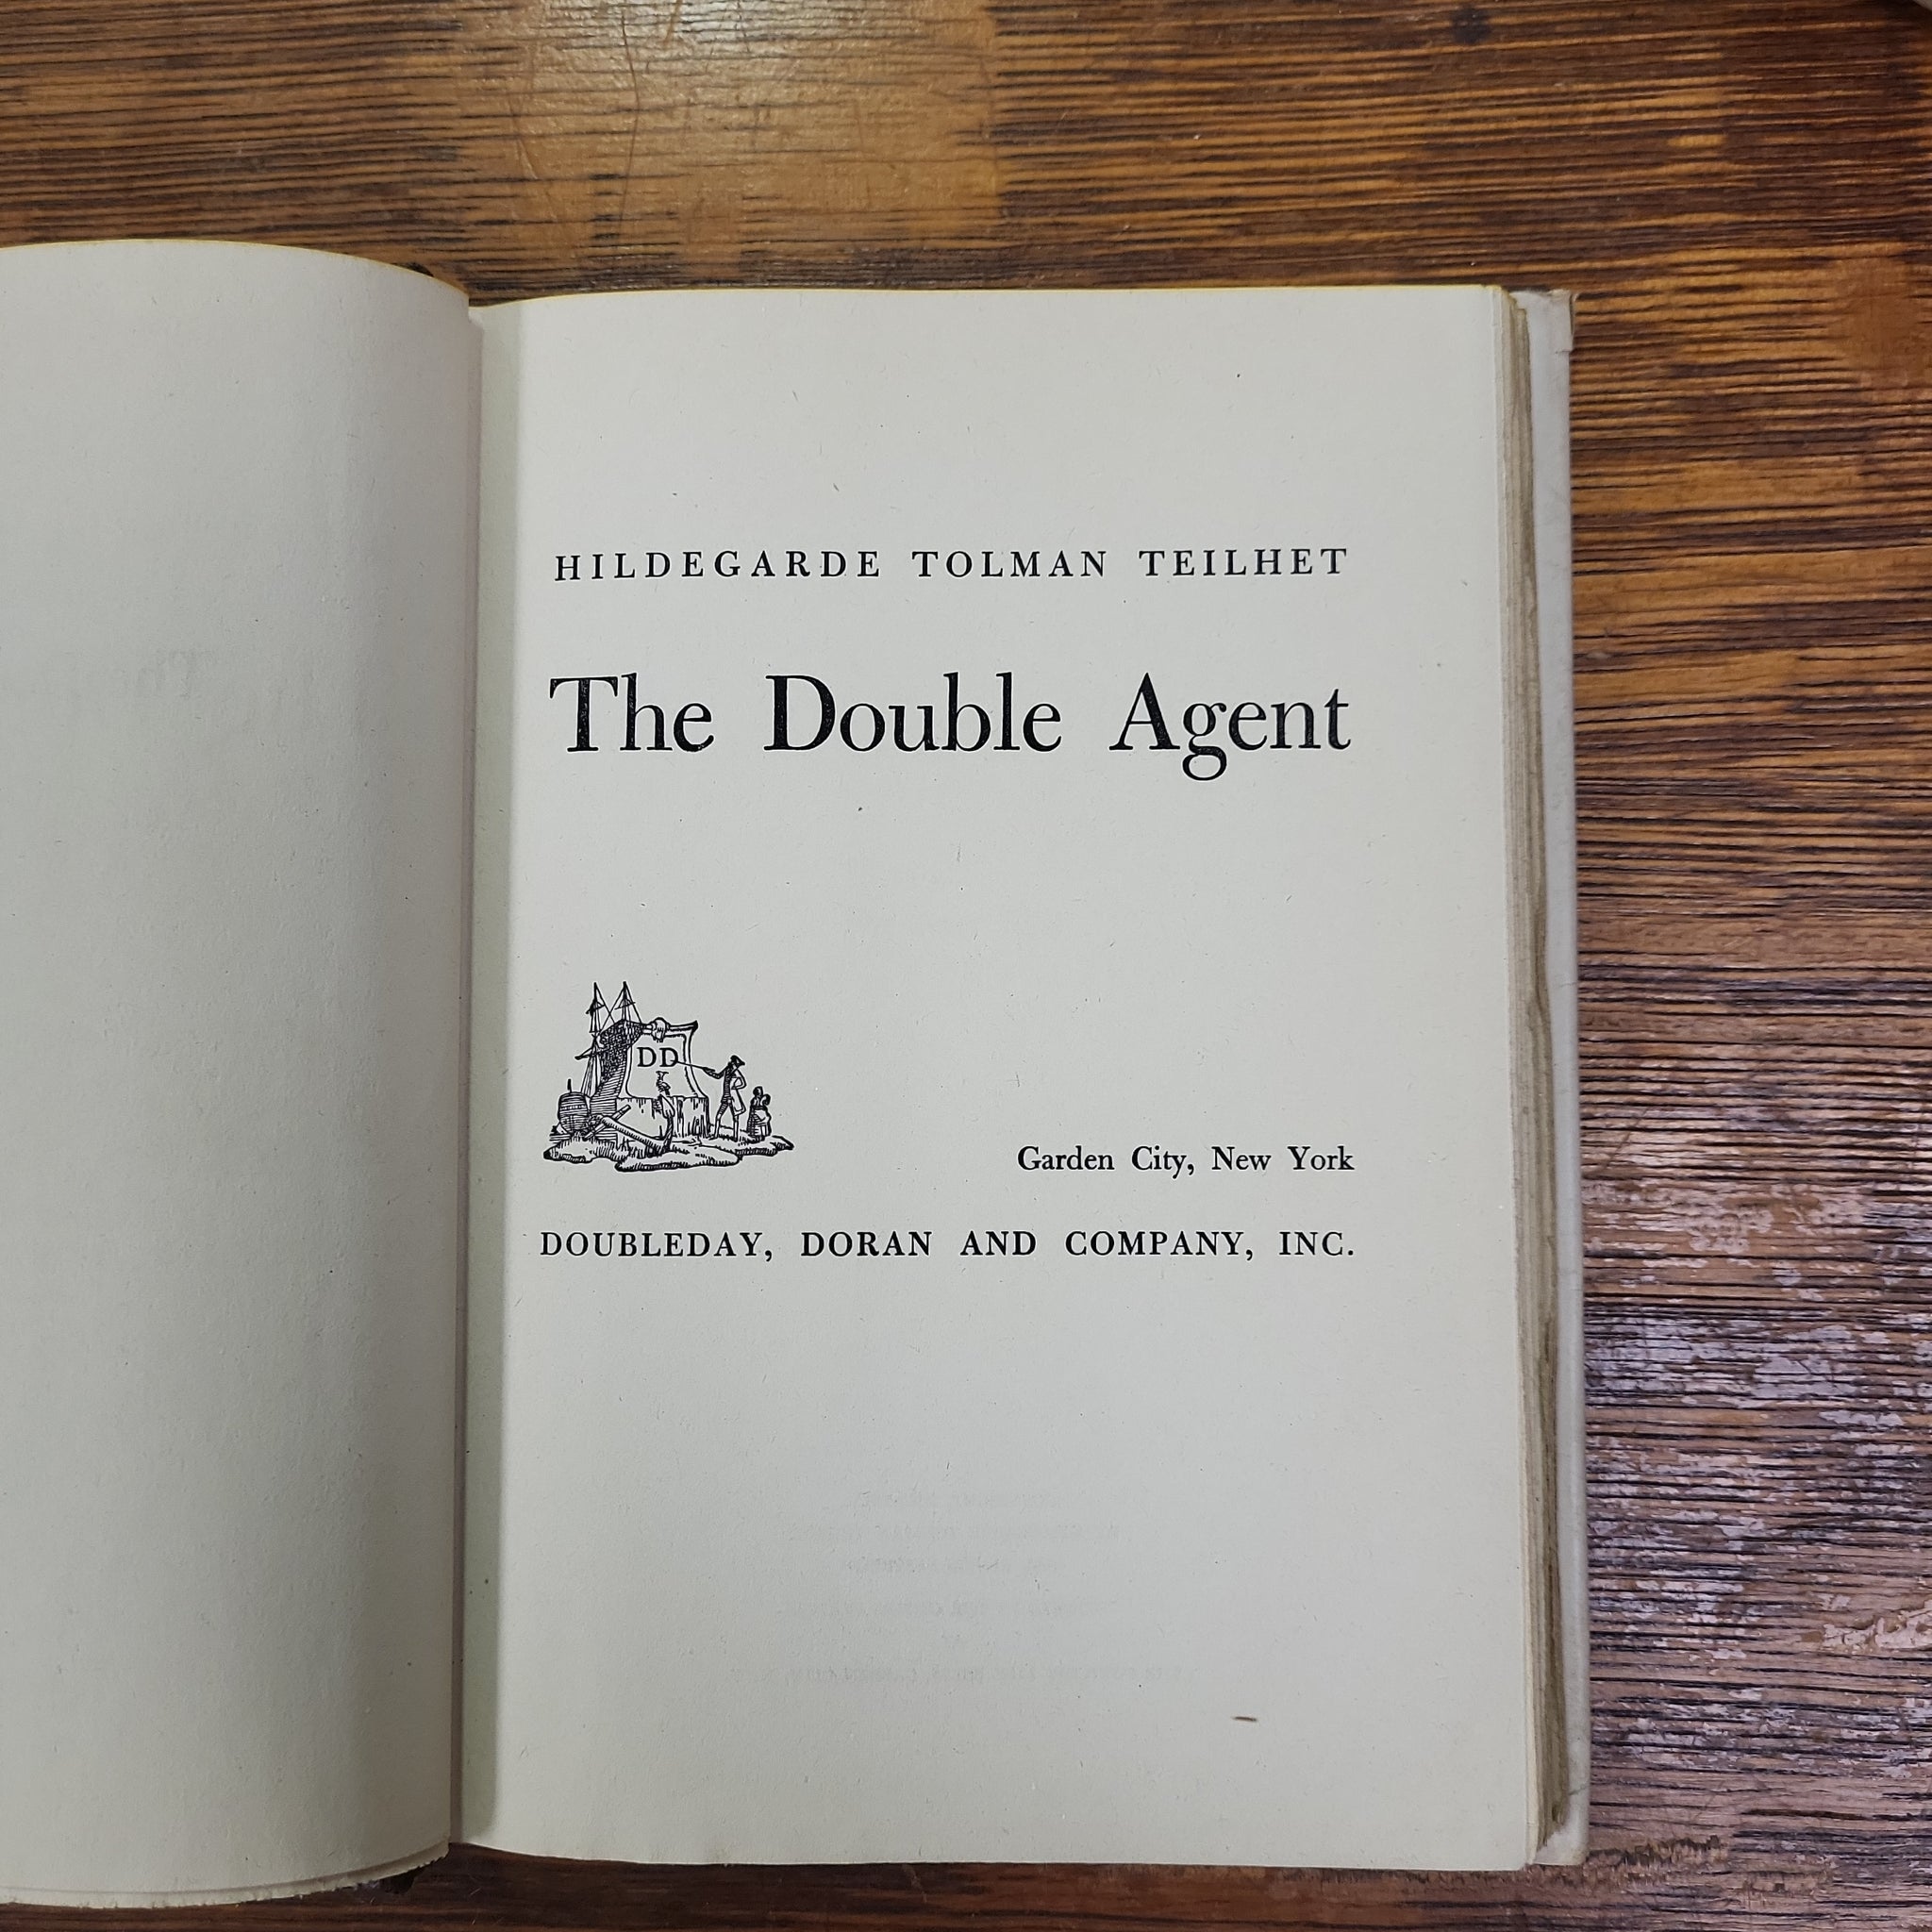 HILDEGARDE TOLMAN TEILHET
The Double Agent
DD
Garden City, New York
DOUBLEDAY, DORAN AND COMPANY, INC.